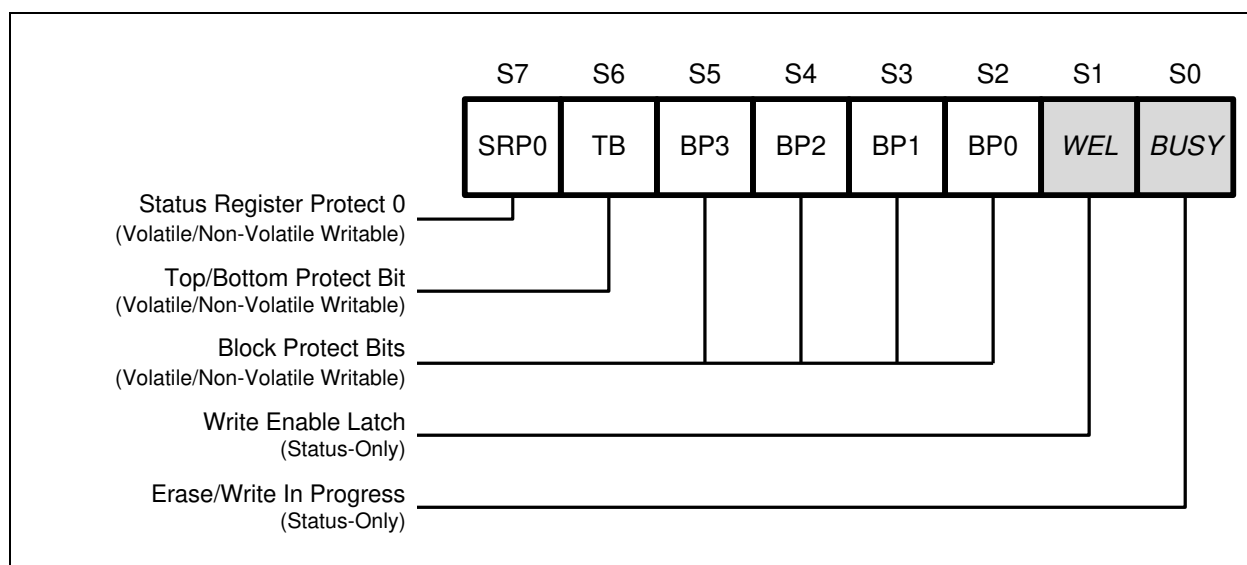 S7 S6 S5 S4 S3 S2 S1 S0
SRP0 TB BP3 BP2 BP1 BP0 WEL BUSY
Status Register Protect 0
(Volatile/Non-Volatile Writable)
Top/Bottom Protect Bit
(Volatile/Non-Volatile Writable)
Block Protect Bits
(Volatile/Non-Volatile Writable)
Write Enable Latch
(Status-Only)
Erase/Write In Progress
(Status-Only)